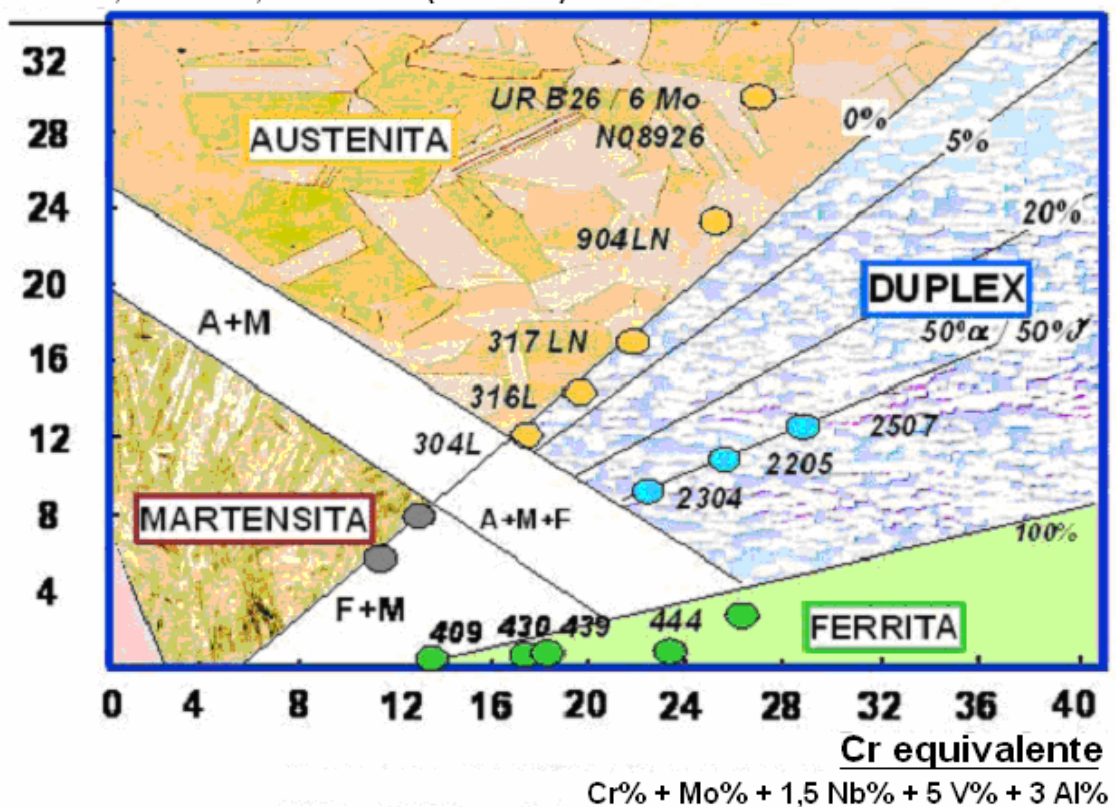 32
28
24
20
16
12
8
4
UR B26 / 6 Mo
N08926
AUSTENITA
0%
5%
904LN
20%
DUPLEX
A+M
317 LN
50%α / 50%γ
316L
304L
2507
2205
2304
MARTENSITA
A+M+F
100%
F+M
409 430 439 444
FERRITA
0 4 8 12 16 20 24 28 32 36 40
Cr equivalente
Cr% + Mo% + 1,5 Nb% + 5 V% + 3 Al%